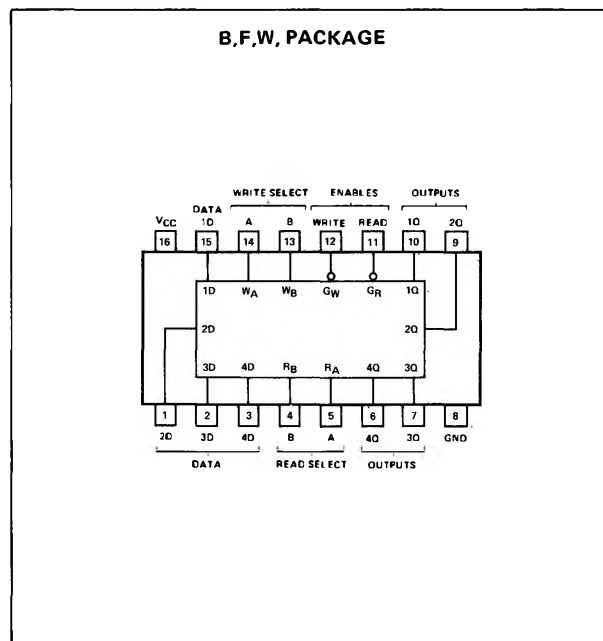 B,F,W, PACKAGE
WRITE SELECT ENABLES OUTPUTS
VCC DATA 1D A B WRITE READ 1Q 2Q
16 15 14 13 12 11 10 9
1D WA WB GW GR 1Q
2D 2Q
3D 4D RB RA 4Q 3Q
1 2 3 4 5 6 7 8
2D 3D 4D B A 4Q 3Q GND
DATA READ SELECT OUTPUTS